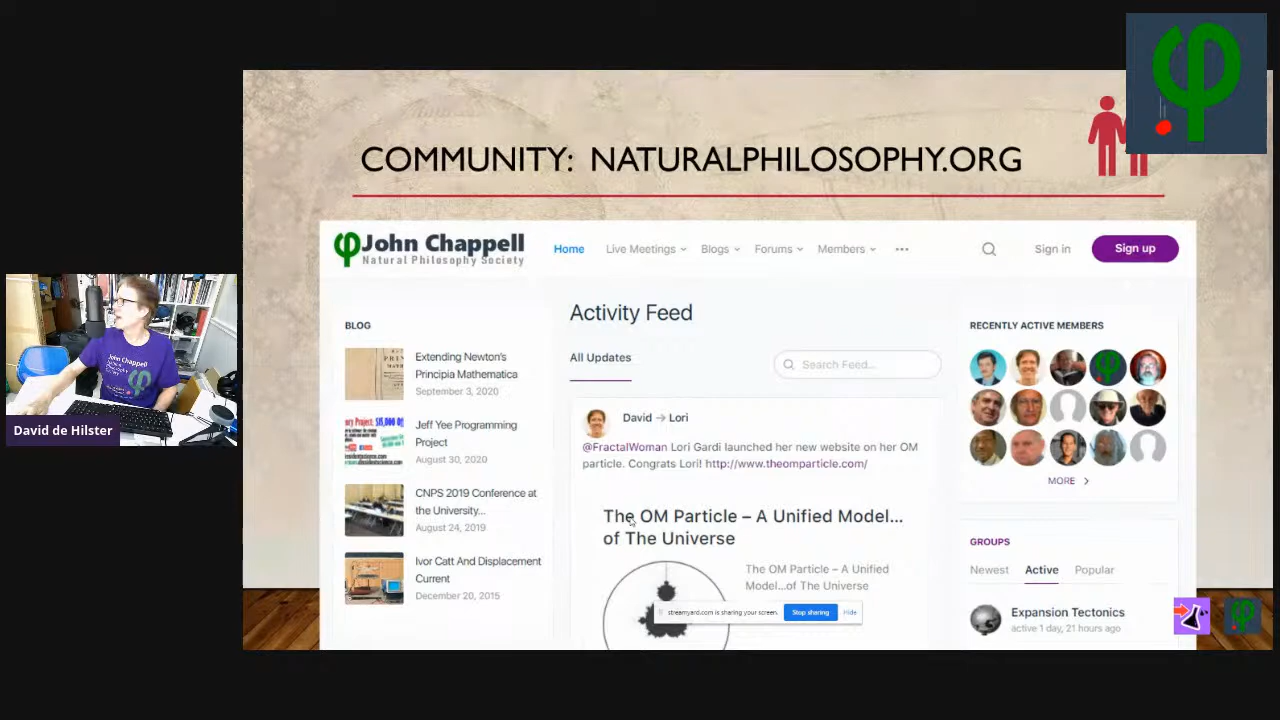 COMMUNITY: NATURALPHILOSOPHY.ORG
John Chappell
Natural Philosophy Society
Home
Live Meetings
Blogs
Forums
Members
Sign in
Sign up
BLOG
Extending Newton's
Principia Mathematica
September 3, 2020
Jeff Yee Programming
Project
August 30, 2020
CNPS 2019 Conference at
the University...
August 24, 2019
Ivor Catt And Displacement
Current
December 20, 2015
Activity Feed
All Updates
Search Feed...
David → Lori
@FractalWoman Lori Gardi launched her new website on her OM
particle. Congrats Lori! http://www.theomparticle.com/
The OM Particle – A Unified Model...
of The Universe
The OM Particle – A Unified
Model...of The Universe
streamyard.com is sharing your screen.
Stop sharing
Hide
RECENTLY ACTIVE MEMBERS
MORE
GROUPS
Newest
Active
Popular
Expansion Tectonics
active 1 day, 21 hours ago
John Chappell
David de Hilster